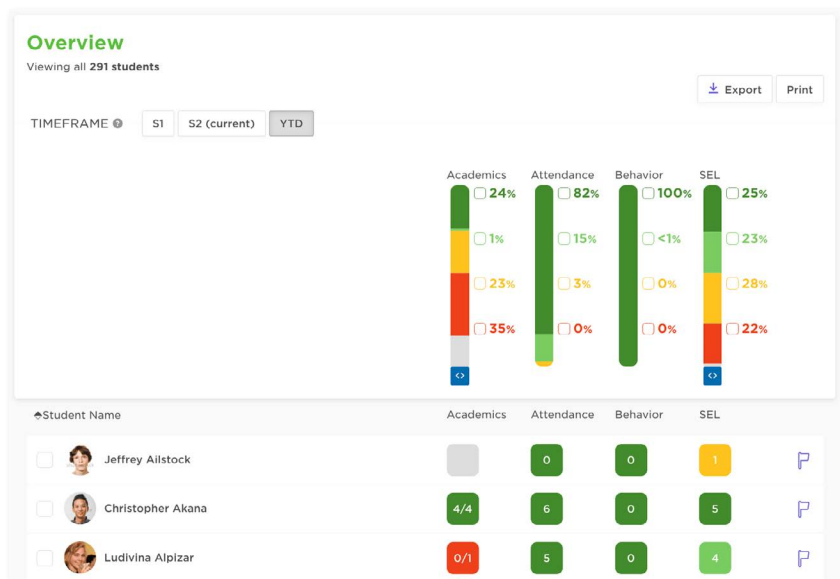 Overview
Viewing all 291 students
Export Print
TIMEFRAME S1 S2 (current) YTD
Academics Attendance Behavior SEL
24% 82% 100% 25%
1% 15% <1% 23%
23% 3% 0% 28%
35% 0% 0% 22%
Student Name Academics Attendance Behavior SEL
Jeffrey Ailstock 0 0 1
Christopher Akana 4/4 6 0 5
Ludivina Alpizar 0/1 5 0 4